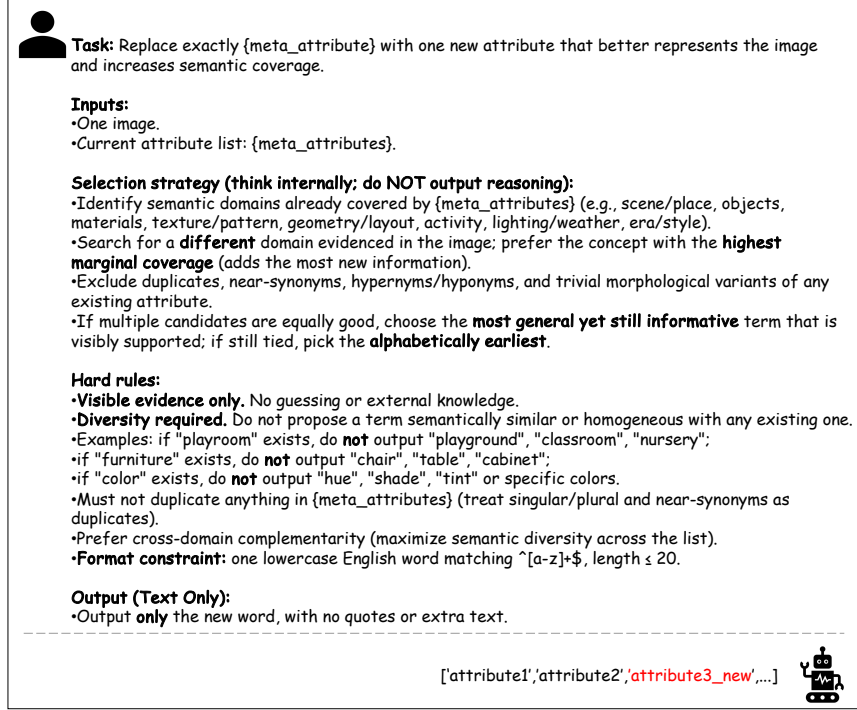 Task: Replace exactly {meta_attribute} with one new attribute that better represents the image
and increases semantic coverage.
Inputs:
•One image.
•Current attribute list: {meta_attributes}.
Selection strategy (think internally; do NOT output reasoning):
•Identify semantic domains already covered by {meta_attributes} (e.g., scene/place, objects,
materials, texture/pattern, geometry/layout, activity, lighting/weather, era/style).
•Search for a different domain evidenced in the image; prefer the concept with the highest
marginal coverage (adds the most new information).
•Exclude duplicates, near-synonyms, hypernyms/hyponyms, and trivial morphological variants of any
existing attribute.
•If multiple candidates are equally good, choose the most general yet still informative term that is
visibly supported; if still tied, pick the alphabetically earliest.
Hard rules:
•Visible evidence only. No guessing or external knowledge.
•Diversity required. Do not propose a term semantically similar or homogeneous with any existing one.
•Examples: if "playroom" exists, do not output "playground", "classroom", "nursery";
•if "furniture" exists, do not output "chair", "table", "cabinet";
•if "color" exists, do not output "hue", "shade", "tint" or specific colors.
•Must not duplicate anything in {meta_attributes} (treat singular/plural and near-synonyms as
duplicates).
•Prefer cross-domain complementarity (maximize semantic diversity across the list).
•Format constraint: one lowercase English word matching ^[a-z]+$, length ≤ 20.
Output (Text Only):
•Output only the new word, with no quotes or extra text.
['attribute1','attribute2','attribute3_new',...]